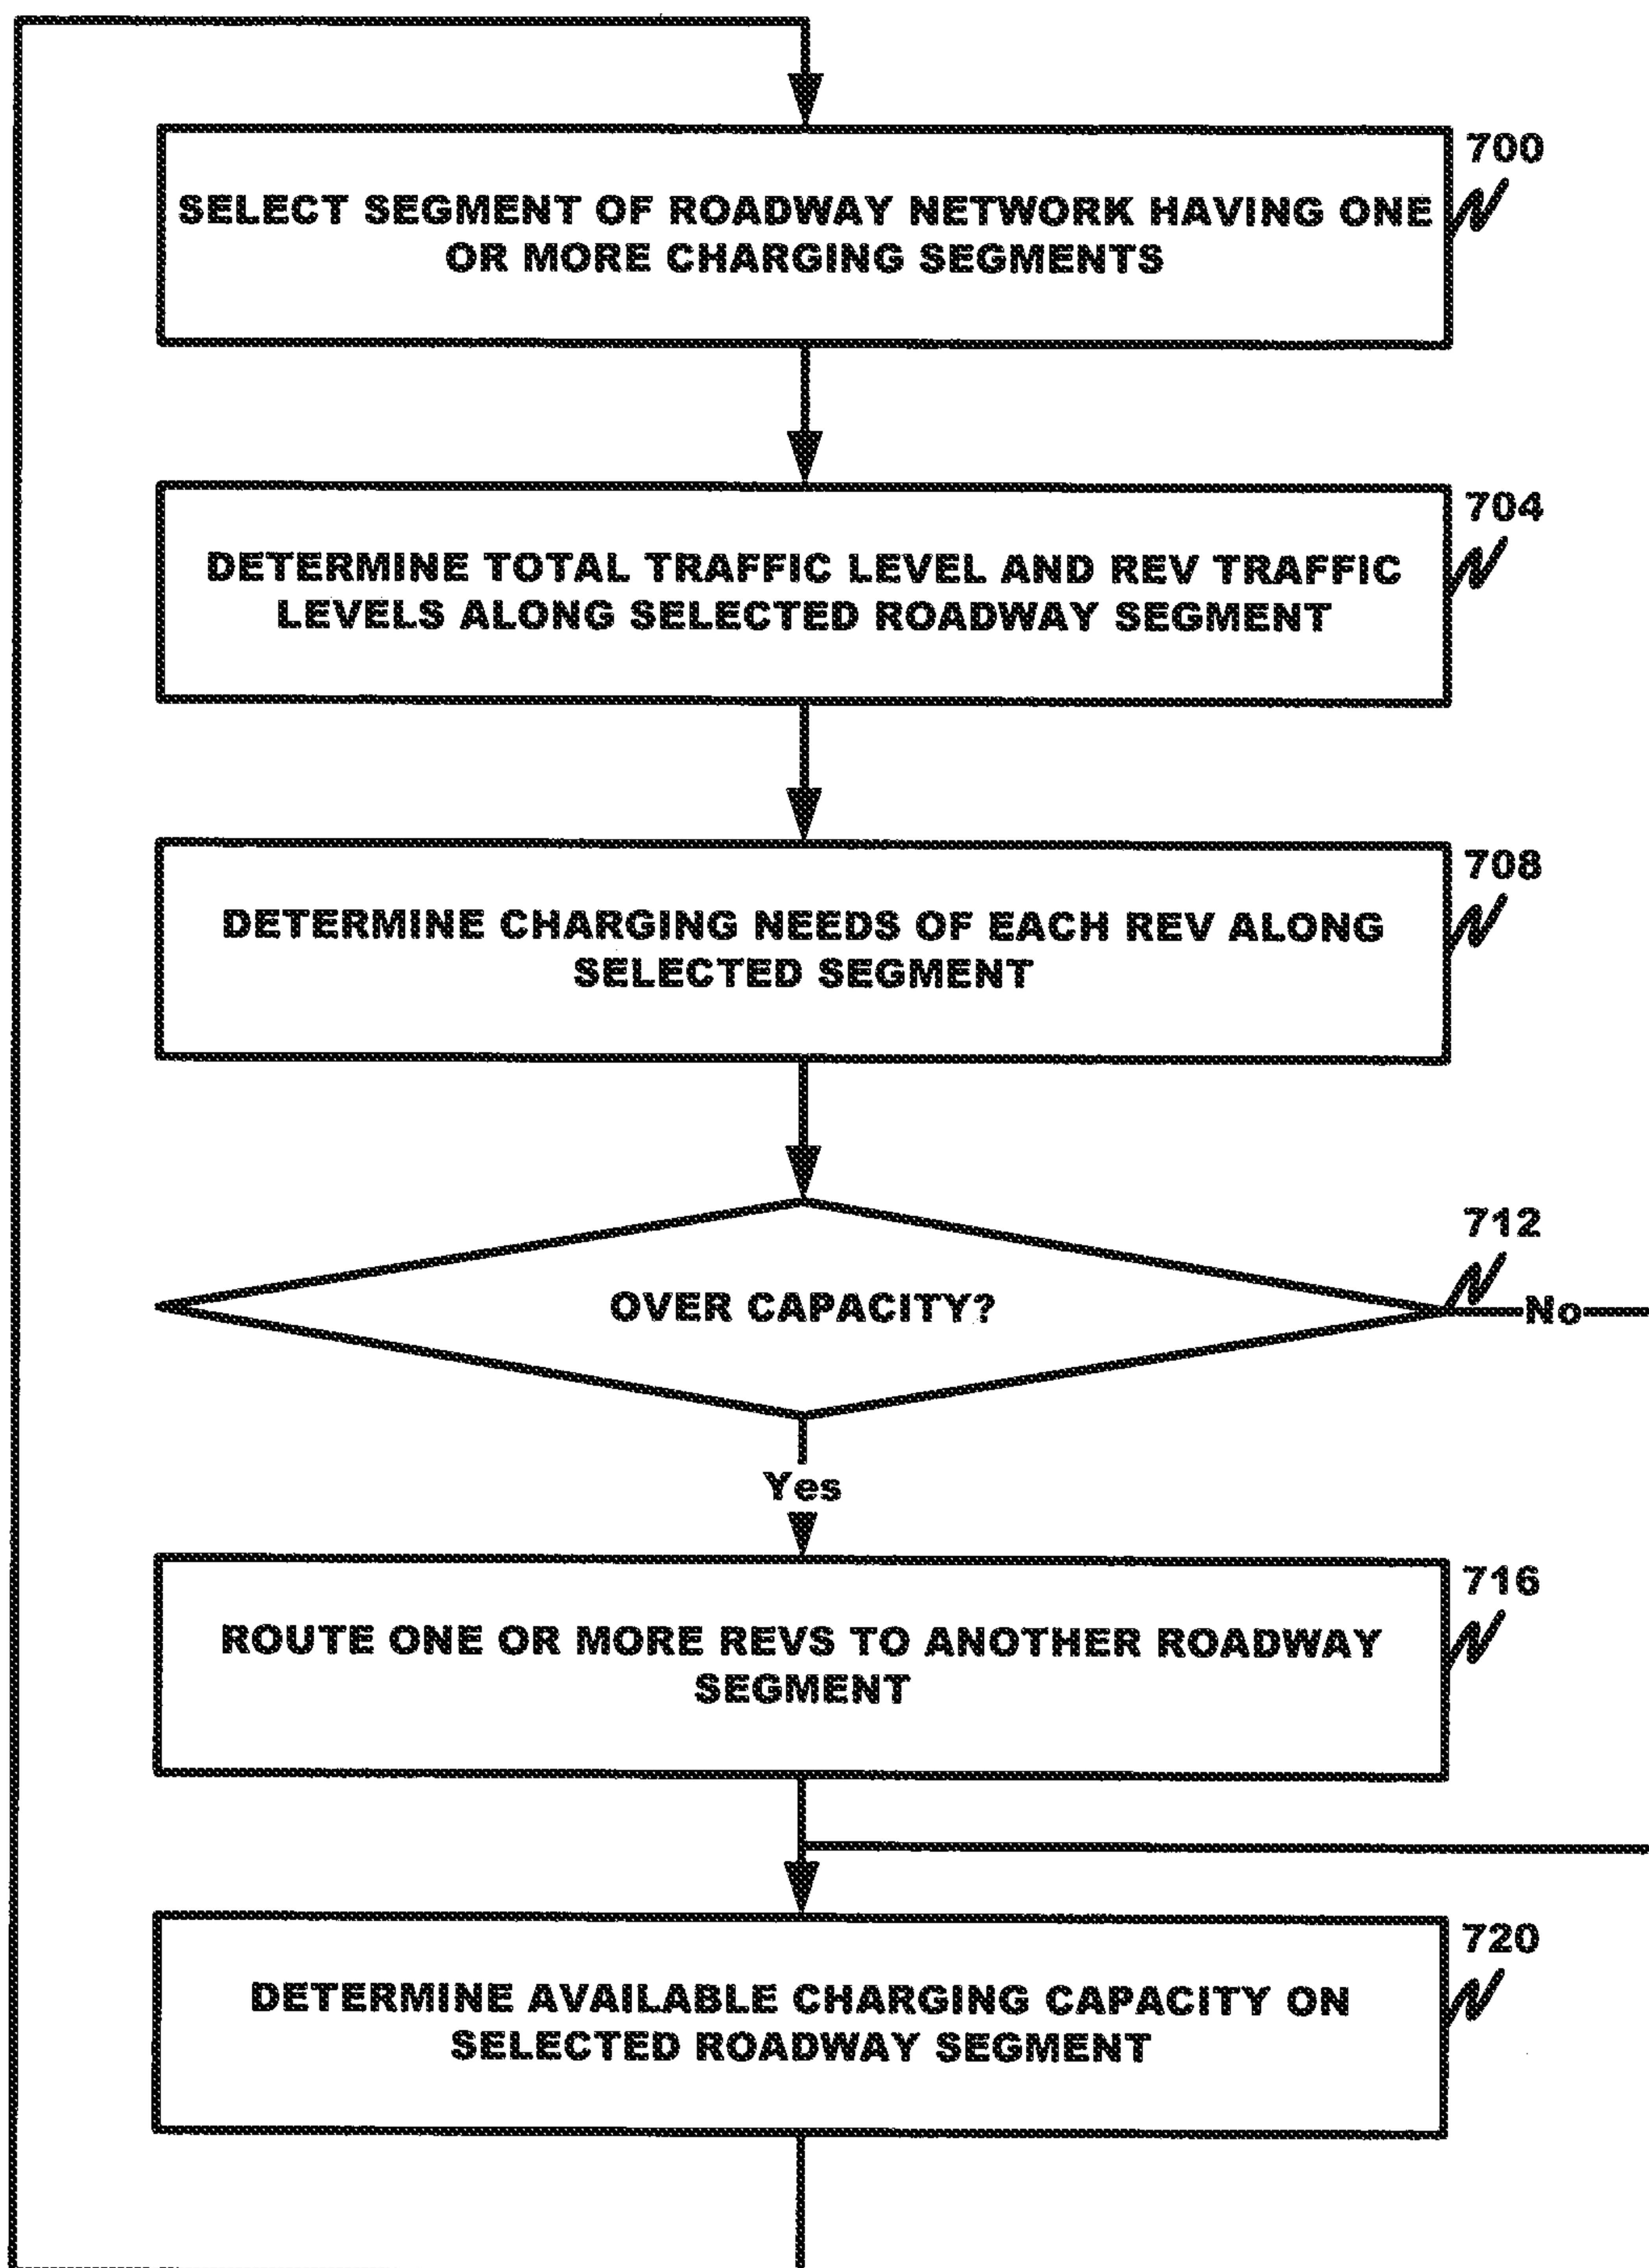 700
SELECT SEGMENT OF ROADWAY NETWORK HAVING ONE
OR MORE CHARGING SEGMENTS
704
DETERMINE TOTAL TRAFFIC LEVEL AND REV TRAFFIC
LEVELS ALONG SELECTED ROADWAY SEGMENT
708
DETERMINE CHARGING NEEDS OF EACH REV ALONG
SELECTED SEGMENT
712
OVER CAPACITY?
No
Yes
716
ROUTE ONE OR MORE REVS TO ANOTHER ROADWAY
SEGMENT
720
DETERMINE AVAILABLE CHARGING CAPACITY ON
SELECTED ROADWAY SEGMENT